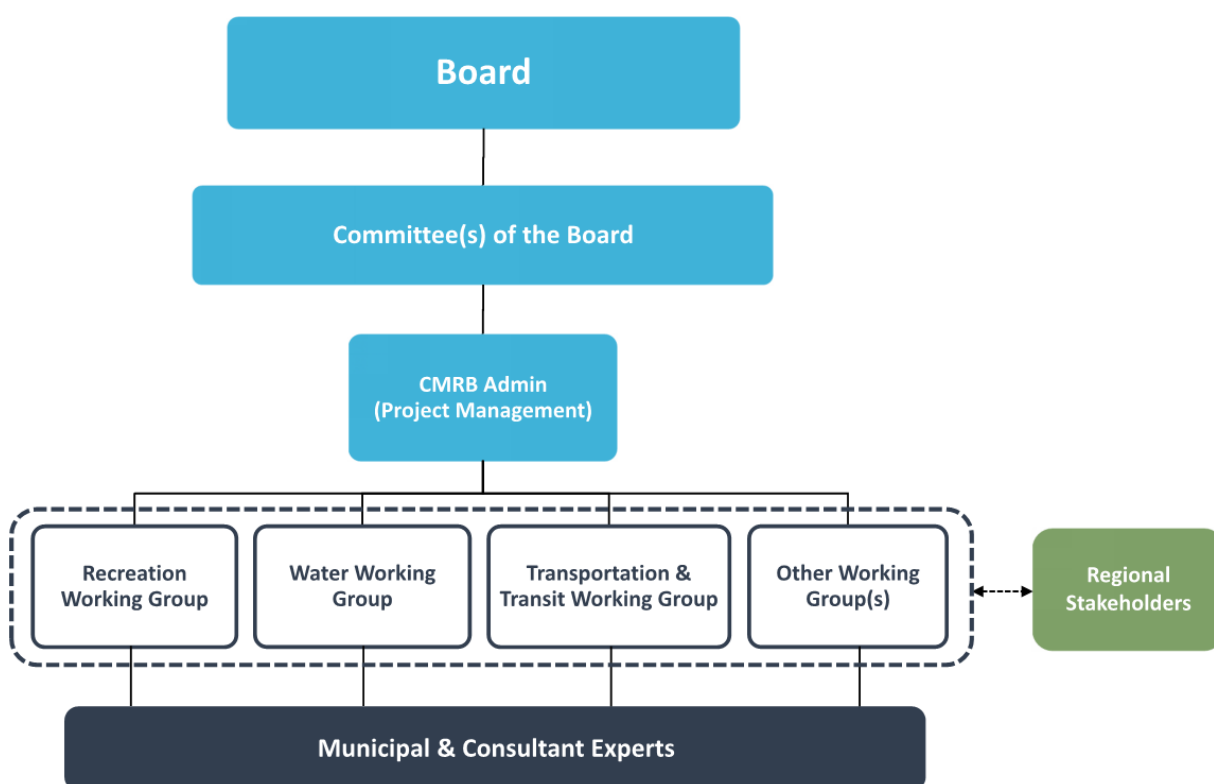 Board
Committee(s) of the Board
CMRB Admin
(Project Management)
Recreation
Working Group
Water Working
Group
Transportation &
Transit Working Group
Other Working
Group(s)
Regional
Stakeholders
Municipal & Consultant Experts